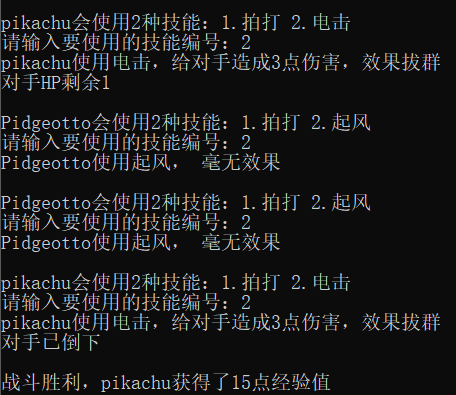 pikachu会使用2种技能：1.拍打 2.电击
请输入要使用的技能编号：2
pikachu使用电击，给对手造成3点伤害，效果拔群
对手HP剩余1
Pidgeotto会使用2种技能：1.拍打 2.起风
请输入要使用的技能编号：2
Pidgeotto使用起风， 毫无效果
Pidgeotto会使用2种技能：1.拍打 2.起风
请输入要使用的技能编号：2
Pidgeotto使用起风， 毫无效果
pikachu会使用2种技能：1.拍打 2.电击
请输入要使用的技能编号：2
pikachu使用电击，给对手造成3点伤害，效果拔群
对手已倒下
战斗胜利，pikachu获得了15点经验值